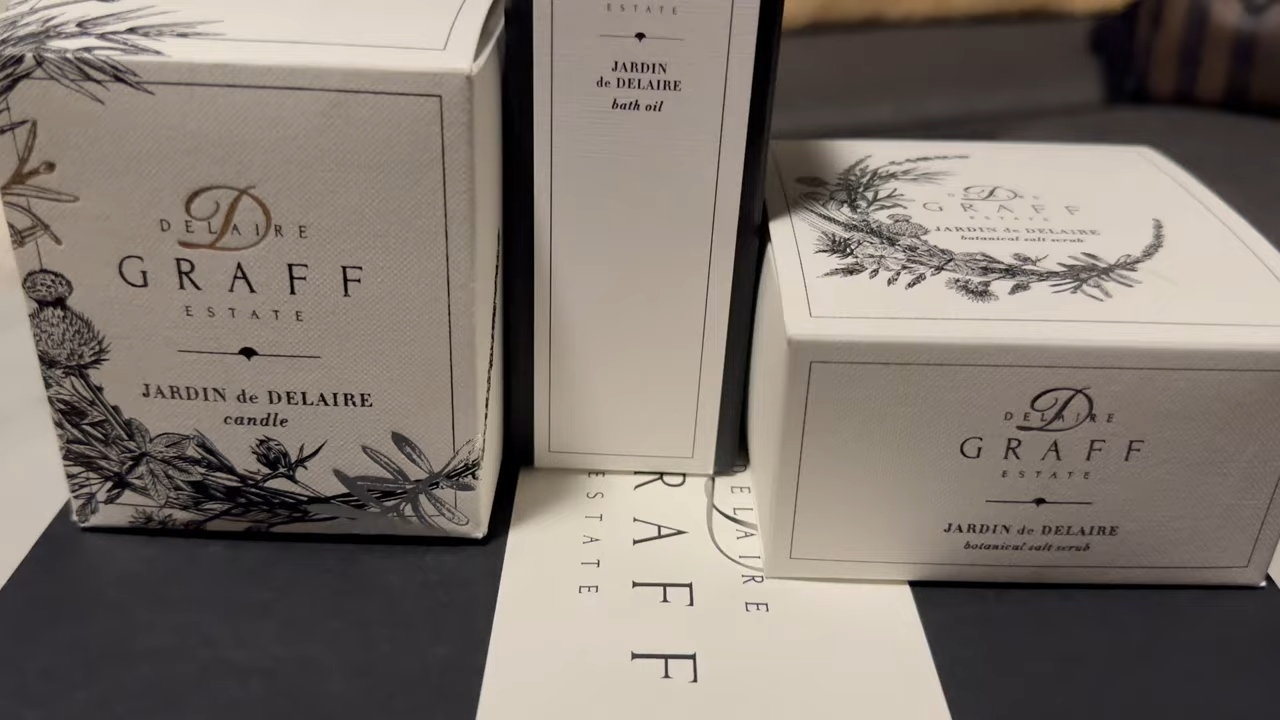 DELAIRE
GRAFF
ESTATE
JARDIN de DELAIRE
candle
ESTATE
JARDIN
de DELAIRE
bath oil
DELAIRE
GRAFF
ESTATE
JARDIN de DELAIRE
botanical salt scrub
DELAIRE
GRAFF
ESTATE
JARDIN de DELAIRE
botanical salt scrub
DELAIRE
RAFF
ESTATE